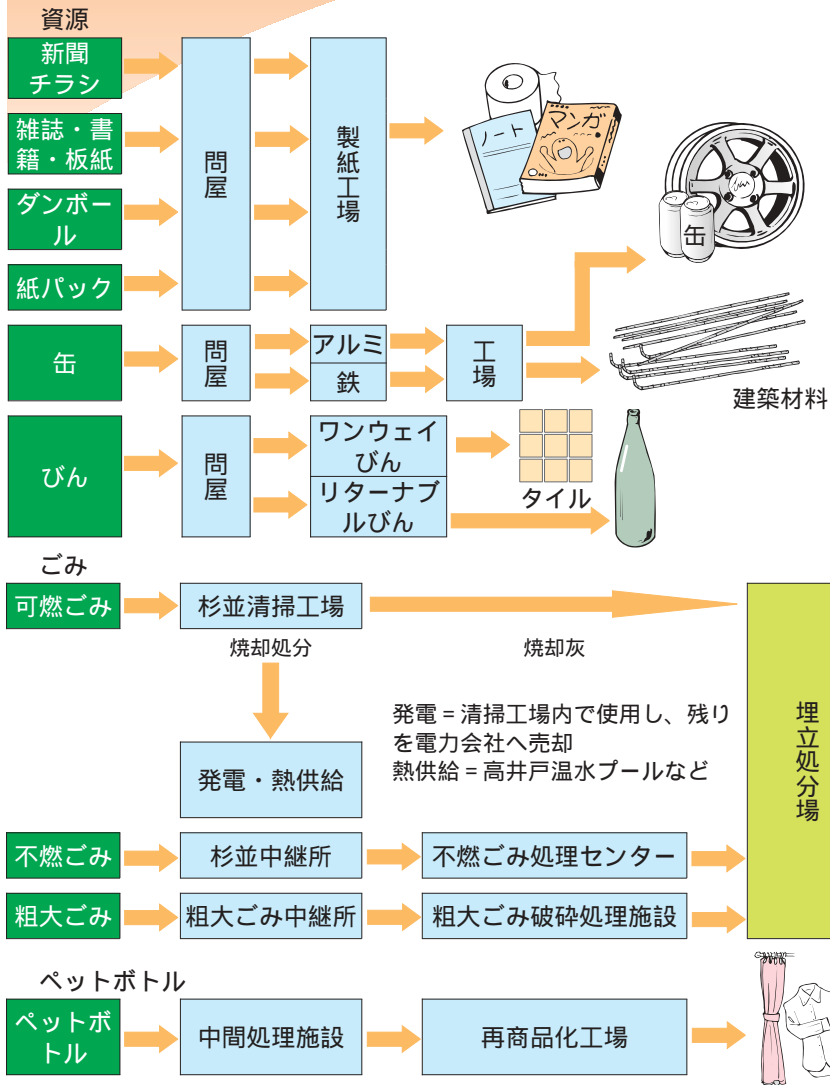 資源
新聞
チラシ
雑誌・書
籍・板紙
ダンボー
ル
紙パック
問屋
製紙工場
ノート
マンガ
缶
問屋
アルミ
鉄
工場
缶
建築材料
びん
問屋
ワンウェイ
びん
リターナブ
ルびん
タイル
ごみ
可燃ごみ
杉並清掃工場
焼却処分
焼却灰
発電・熱供給
発電=清掃工場内で使用し、残り
を電力会社へ売却
熱供給=高井戸温水プールなど
埋立処分場
不燃ごみ
杉並中継所
不燃ごみ処理センター
粗大ごみ
粗大ごみ中継所
粗大ごみ破砕処理施設
ペットボトル
ペットボ
トル
中間処理施設
再商品化工場